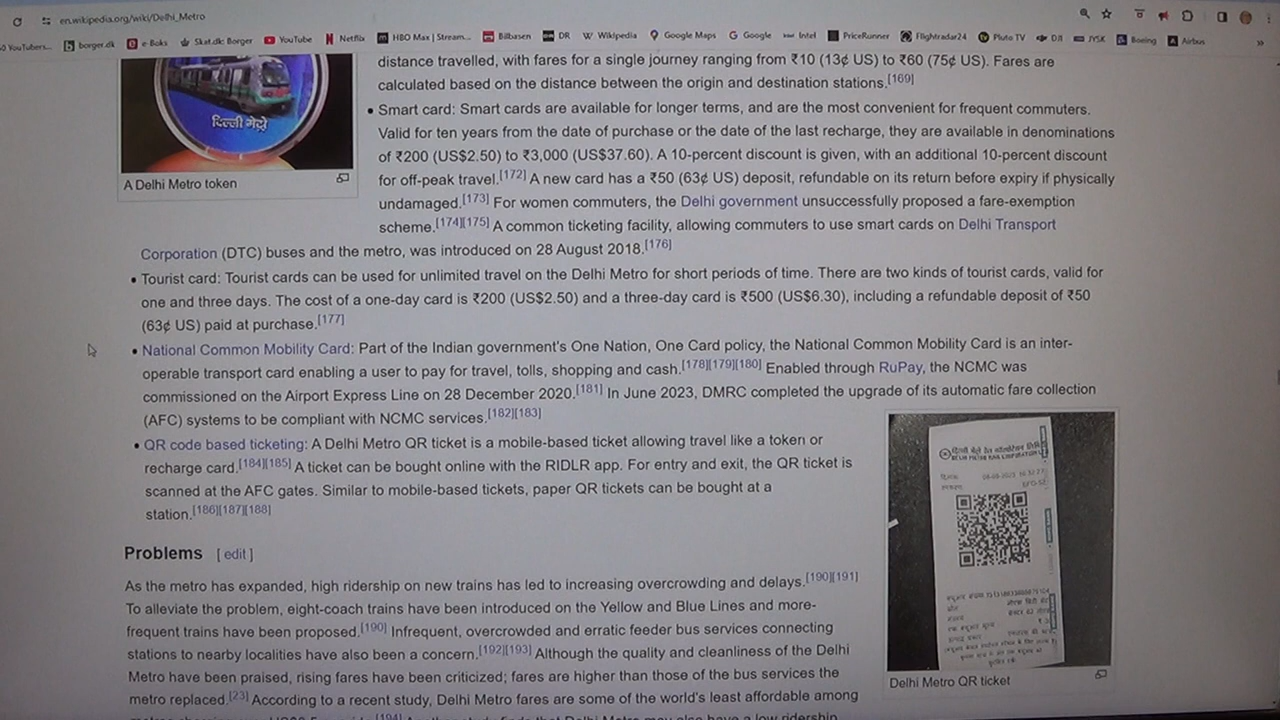 en.wikipedia.org/wiki/Delhi_Metro
YouTubers... borger.dk e-Boks Skat.dk: Borger YouTube Netflix HBO Max | Stream... Bilbasen DR Wikipedia Google Maps Google Intel PriceRunner Flightradar24 Pluto TV DJI JYSK Boeing Airbus »
दिल्ली मेट्रो
A Delhi Metro token
distance travelled, with fares for a single journey ranging from ₹10 (13¢ US) to ₹60 (75¢ US). Fares are
calculated based on the distance between the origin and destination stations.[169]
• Smart card: Smart cards are available for longer terms, and are the most convenient for frequent commuters.
Valid for ten years from the date of purchase or the date of the last recharge, they are available in denominations
of ₹200 (US$2.50) to ₹3,000 (US$37.60). A 10-percent discount is given, with an additional 10-percent discount
for off-peak travel.[172] A new card has a ₹50 (63¢ US) deposit, refundable on its return before expiry if physically
undamaged.[173] For women commuters, the Delhi government unsuccessfully proposed a fare-exemption
scheme.[174][175] A common ticketing facility, allowing commuters to use smart cards on Delhi Transport
Corporation (DTC) buses and the metro, was introduced on 28 August 2018.[176]
• Tourist card: Tourist cards can be used for unlimited travel on the Delhi Metro for short periods of time. There are two kinds of tourist cards, valid for
one and three days. The cost of a one-day card is ₹200 (US$2.50) and a three-day card is ₹500 (US$6.30), including a refundable deposit of ₹50
(63¢ US) paid at purchase.[177]
• National Common Mobility Card: Part of the Indian government's One Nation, One Card policy, the National Common Mobility Card is an inter-
operable transport card enabling a user to pay for travel, tolls, shopping and cash.[178][179][180] Enabled through RuPay, the NCMC was
commissioned on the Airport Express Line on 28 December 2020.[181] In June 2023, DMRC completed the upgrade of its automatic fare collection
(AFC) systems to be compliant with NCMC services.[182][183]
• QR code based ticketing: A Delhi Metro QR ticket is a mobile-based ticket allowing travel like a token or
recharge card.[184][185] A ticket can be bought online with the RIDLR app. For entry and exit, the QR ticket is
scanned at the AFC gates. Similar to mobile-based tickets, paper QR tickets can be bought at a
station.[186][187][188]
Delhi Metro QR ticket
Problems [ edit ]
As the metro has expanded, high ridership on new trains has led to increasing overcrowding and delays.[190][191]
To alleviate the problem, eight-coach trains have been introduced on the Yellow and Blue Lines and more-
frequent trains have been proposed.[190] Infrequent, overcrowded and erratic feeder bus services connecting
stations to nearby localities have also been a concern.[192][193] Although the quality and cleanliness of the Delhi
Metro have been praised, rising fares have been criticized; fares are higher than those of the bus services the
metro replaced.[23] According to a recent study, Delhi Metro fares are some of the world's least affordable among